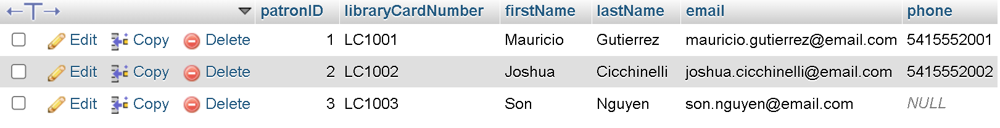 patronID libraryCardNumber firstName lastName email phone
Edit Copy Delete 1 LC1001 Mauricio Gutierrez mauricio.gutierrez@email.com 5415552001
Edit Copy Delete 2 LC1002 Joshua Cicchinelli joshua.cicchinelli@email.com 5415552002
Edit Copy Delete 3 LC1003 Son Nguyen son.nguyen@email.com NULL